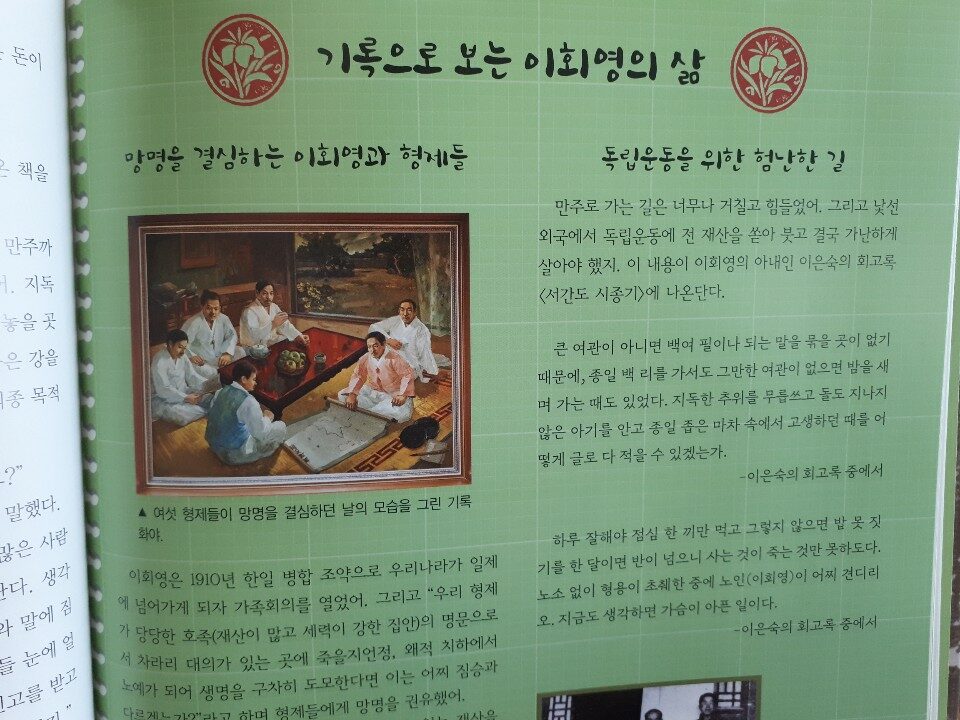 돈이
책을
만주까
지독
놓을 곳
은 강을
종 목적
말했다.
많은 사람
생각
말에 짐
들 눈에 얼
고를 받고
기록으로 보는 이회영의 삶
망명을 결심하는 이회영과 형제들
▲ 여섯 형제들이 망명을 결심하던 날의 모습을 그린 기록
화야.
이회영은 1910년 한일 병합 조약으로 우리나라가 일제
에 넘어가게 되자 가족회의를 열었어. 그리고 “우리 형제
가 당당한 호족(재산이 많고 세력이 강한 집안)의 명문으로
서 차라리 대의가 있는 곳에 죽을지언정, 왜적 치하에서
노예가 되어 생명을 구차히 도모한다면 이는 어찌 짐승과
다르겠는가?”라고 하며 형제들에게 망명을 권유했어.
재산을
독립운동을 위한 험난한 길
만주로 가는 길은 너무나 거칠고 힘들었어. 그리고 낯선
외국에서 독립운동에 전 재산을 쏟아 붓고 결국 가난하게
살아야 했지. 이 내용이 이회영의 아내인 이은숙의 회고록
〈서간도 시종기〉에 나온단다.
큰 여관이 아니면 백여 필이나 되는 말을 묶을 곳이 없기
때문에, 종일 백 리를 가서도 그만한 여관이 없으면 밤을 새
며 가는 때도 있었다. 지독한 추위를 무릅쓰고 돌도 지나지
않은 아기를 안고 종일 좁은 마차 속에서 고생하던 때를 어
떻게 글로 다 적을 수 있겠는가.
-이은숙의 회고록 중에서
하루 잘해야 점심 한 끼만 먹고 그렇지 않으면 밥 못 짓
기를 한 달이면 반이 넘으니 사는 것이 죽는 것만 못하도다.
노소 없이 형용이 초췌한 중에 노인(이회영)이 어찌 견디리
오. 지금도 생각하면 가슴이 아픈 일이다.
-이은숙의 회고록 중에서